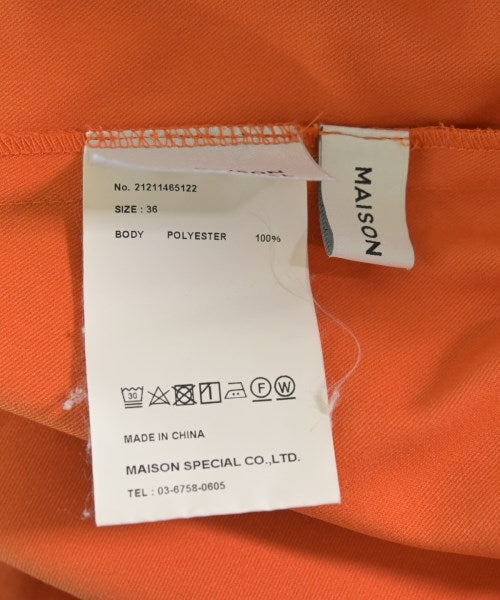 No. 21211465122
SIZE : 36
BODY POLYESTER 100%
30 F W
MADE IN CHINA
MAISON SPECIAL CO.,LTD.
TEL : 03-6758-0605
MAISON